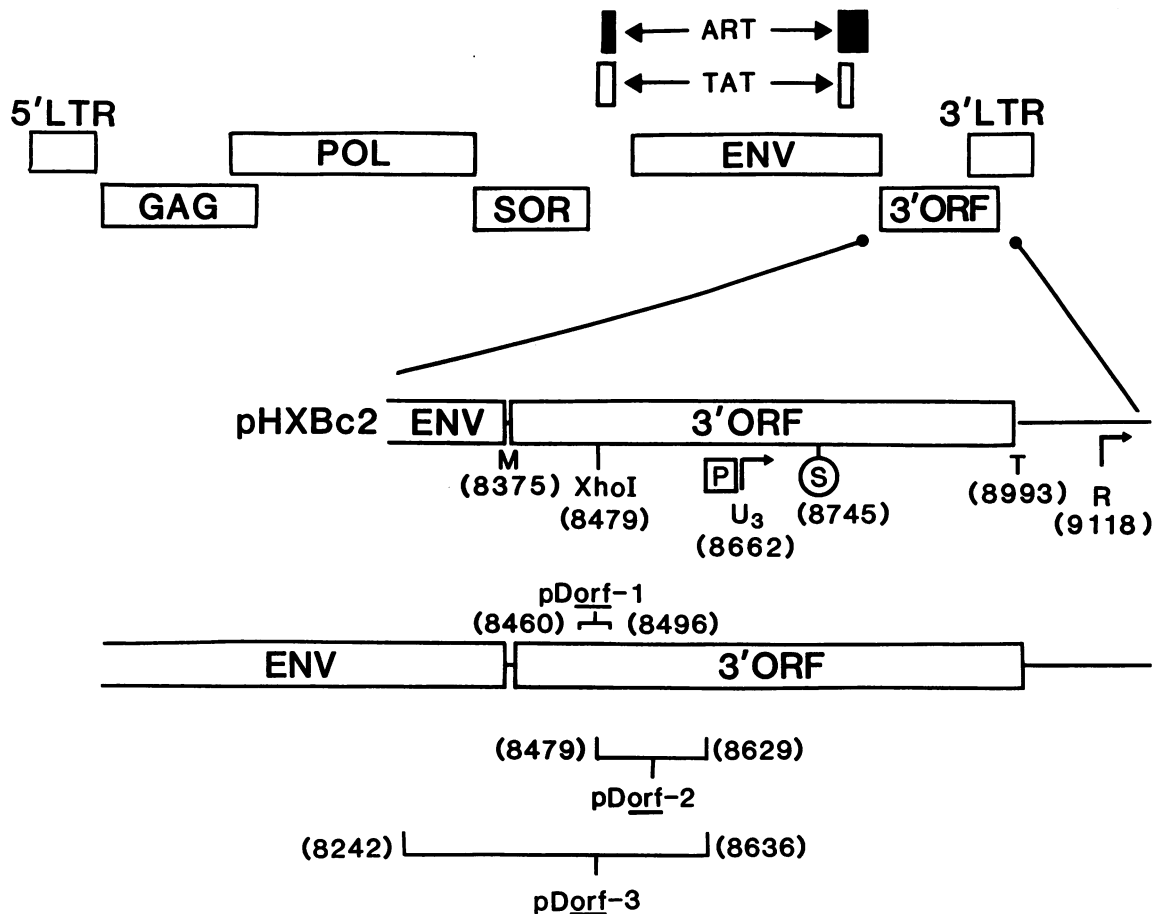 ART
TAT
5'LTR
3'LTR
POL
ENV
GAG
SOR
3'ORF
pHXBc2
ENV
3'ORF
M
(8375)
XhoI
(8479)
P
U3
(8662)
S
(8745)
T
(8993)
R
(9118)
pDorf-1
(8460)
(8496)
ENV
3'ORF
(8479)
(8629)
pDorf-2
(8242)
(8636)
pDorf-3